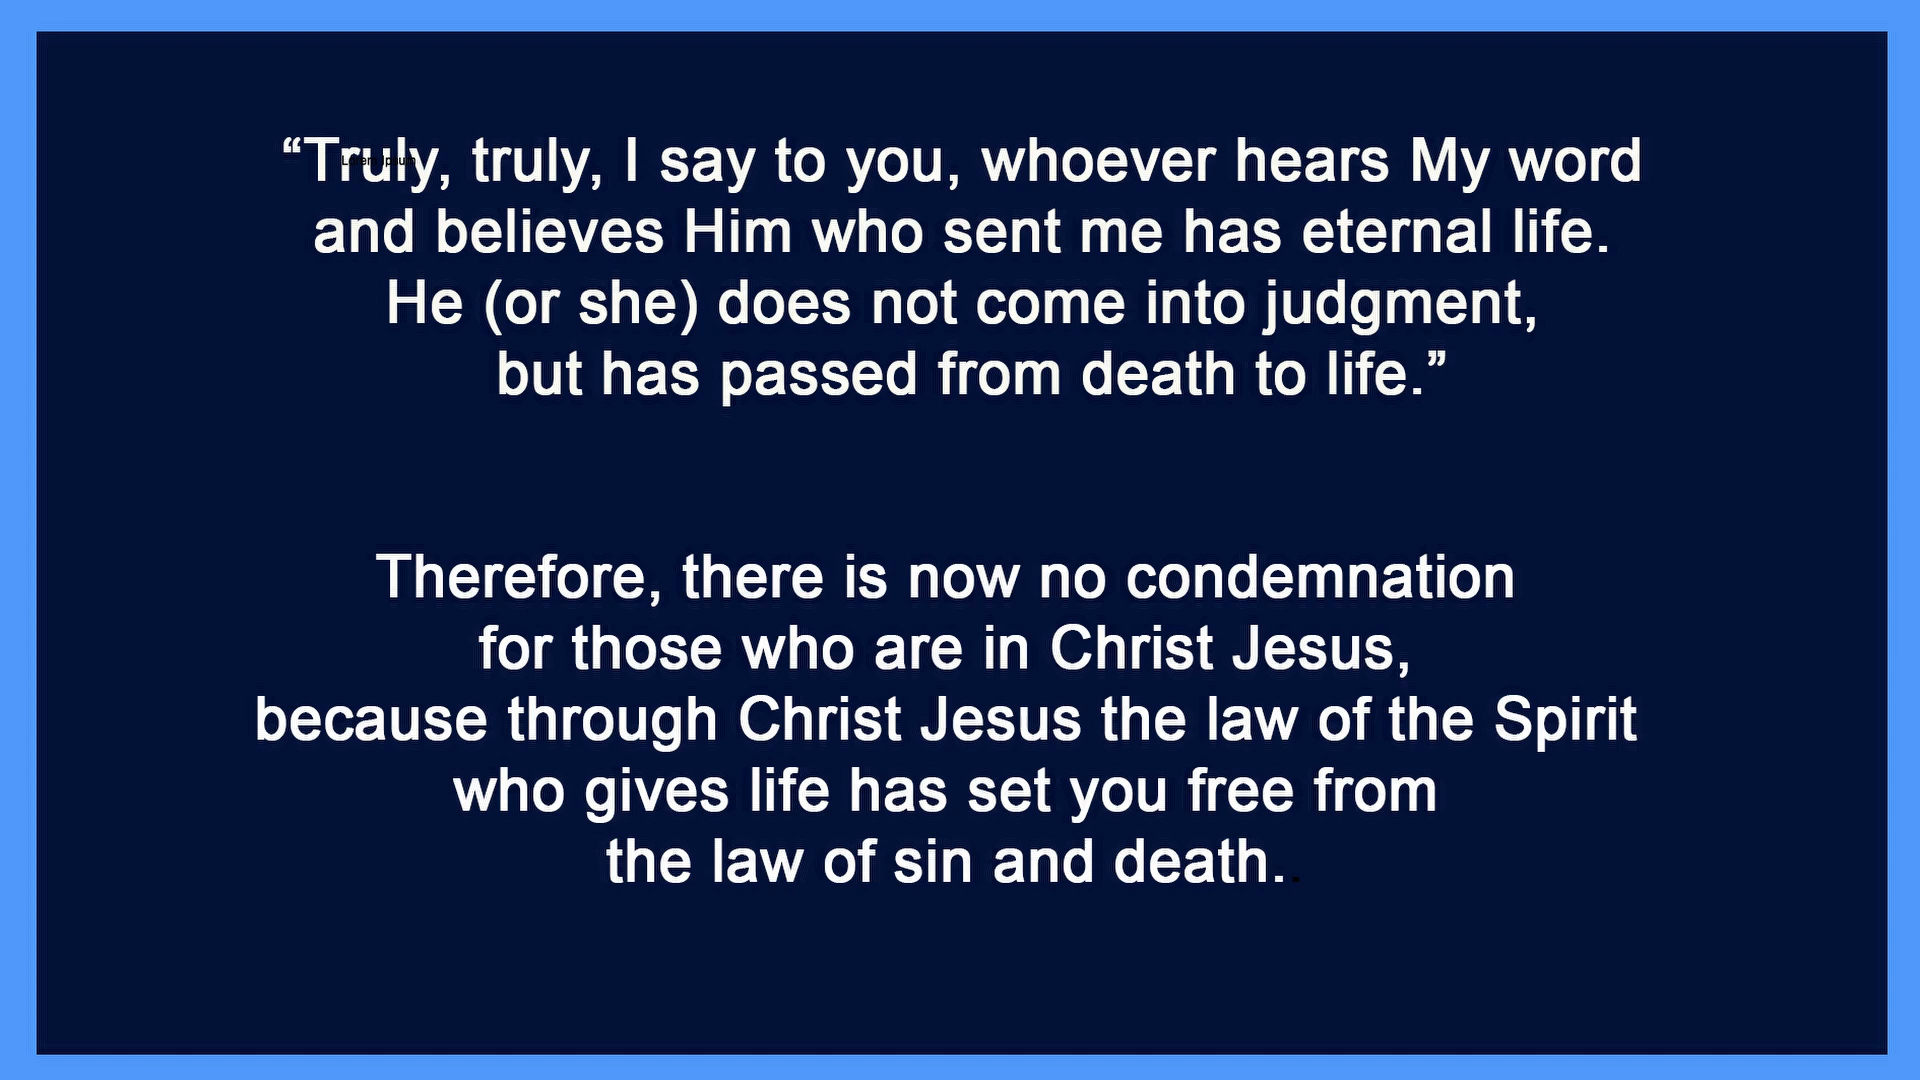 “Truly, truly, I say to you, whoever hears My word
Lorem Ipsum
and believes Him who sent me has eternal life.
He (or she) does not come into judgment,
but has passed from death to life.”
Therefore, there is now no condemnation
for those who are in Christ Jesus,
because through Christ Jesus the law of the Spirit
who gives life has set you free from
the law of sin and death..